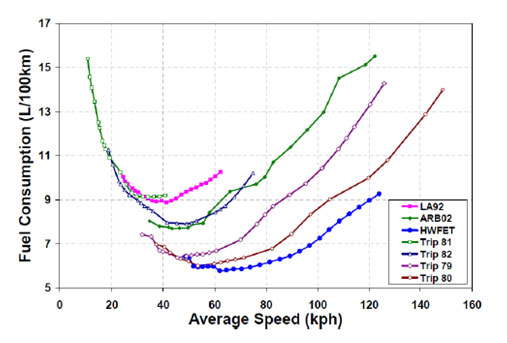 17
15
13
11
9
7
5
0 20 40 60 80 100 120 140 160
Fuel Consumption (L/100km)
Average Speed (kph)
LA92
ARB02
HWFET
Trip 81
Trip 82
Trip 79
Trip 80